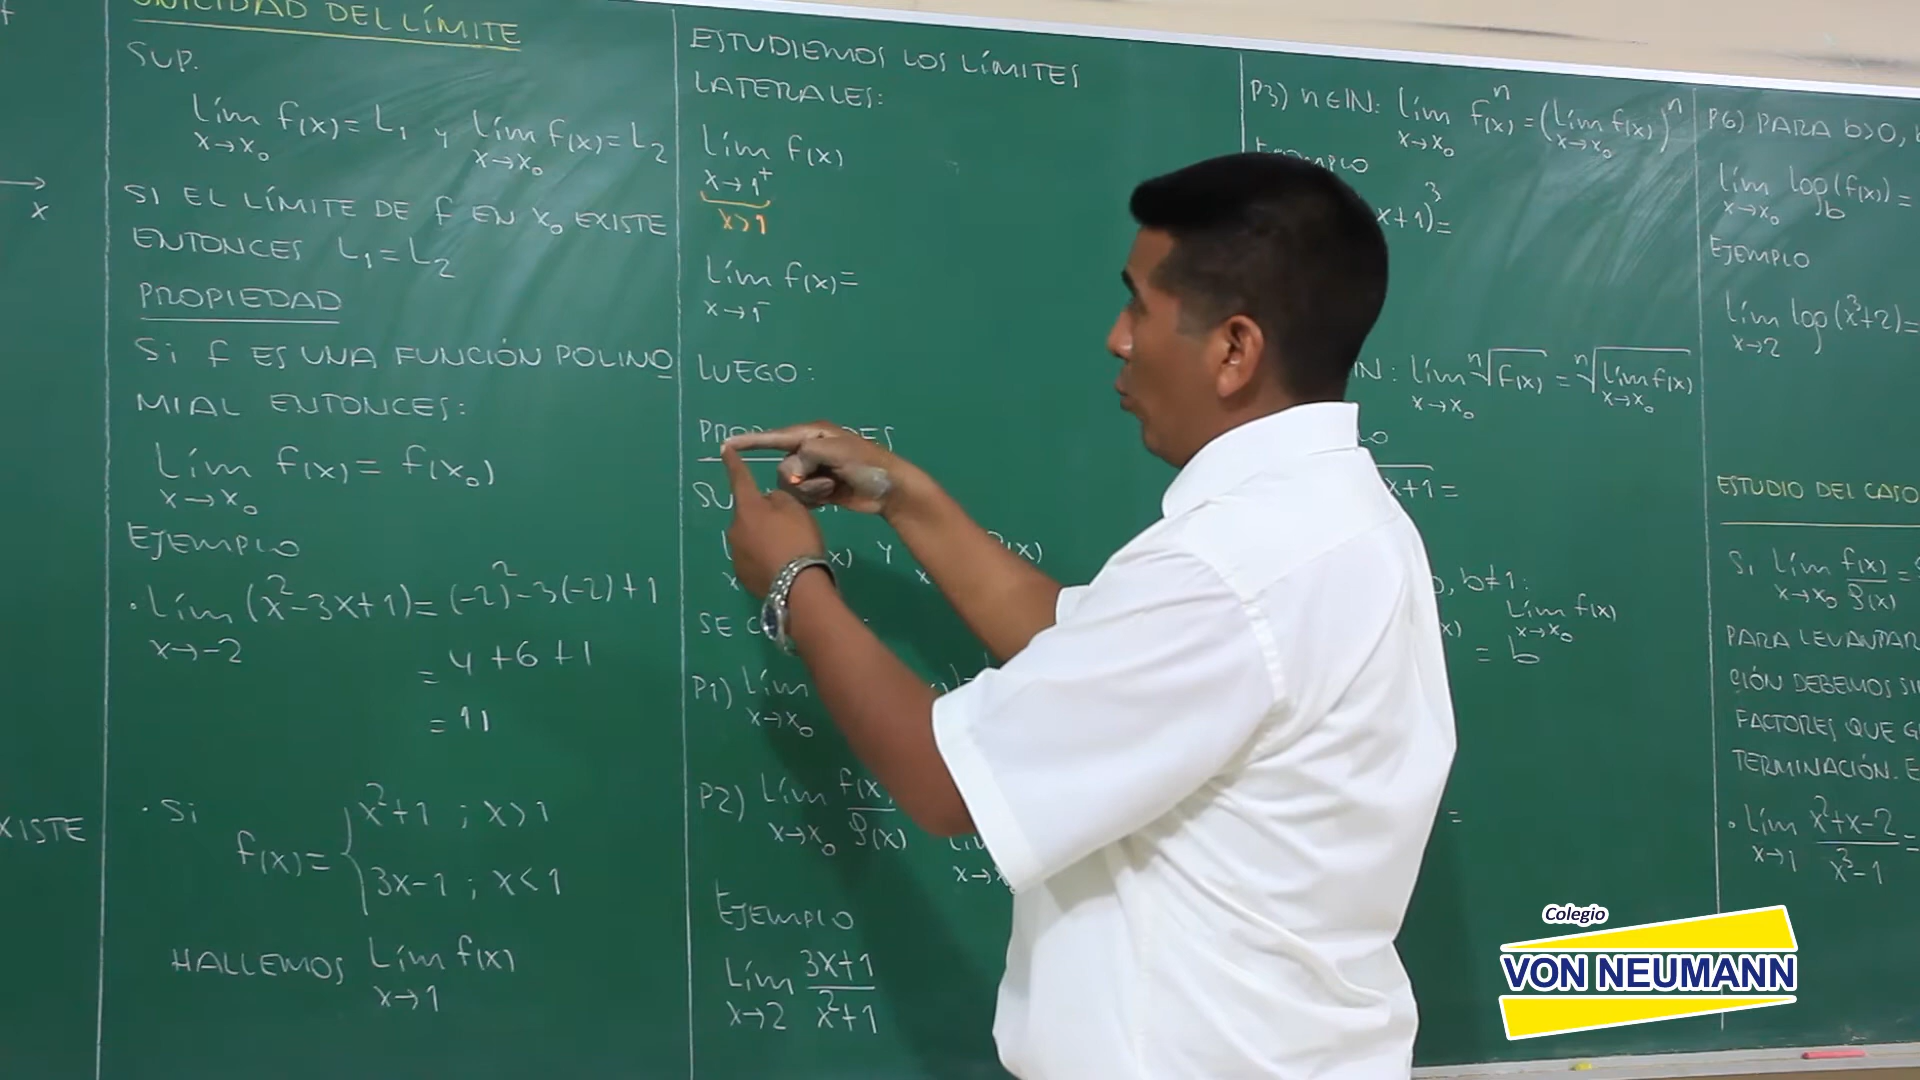 UNICIDAD DEL LÍMITE
SUP.
Lím f(x) = L₁ y Lím f(x) = L₂
x→x₀ x→x₀
SI EL LÍMITE DE f EN x₀ EXISTE
ENTONCES L₁ = L₂
PROPIEDAD
Si f ES UNA FUNCIÓN POLINO
MIAL ENTONCES:
Lím f(x) = f(x₀)
x→x₀
EJEMPLO
• Lím (x²-3x+1) = (-2)²-3(-2)+1
x→-2
= 4+6+1
= 11
• Si
f(x) = { x²+1 ; x>1
3x-1 ; x<1
HALLEMOS Lím f(x)
x→1
x
ESTUDIEMOS LOS LÍMITES
LATERALES:
Lím f(x)
x→1⁺
x>1
Lím f(x) =
x→1⁻
LUEGO:
SE
P1) Lím
x→x₀
P2) Lím f(x)
x→x₀ g(x)
EJEMPLO
Lím 3x+1
x→2 x²+1
P3) n∈IN: Lím f(x)ⁿ = (Lím f(x))ⁿ
x→x₀ x→x₀
x+1)³=
IN: Lím ⁿ√f(x) = ⁿ√Lím f(x)
x→x₀ x→x₀
x+1 =
b≠1:
Lím f(x)
x→x₀
= b
=
P6) PARA b>0,
Lím log_b(f(x)) =
x→x₀
EJEMPLO
Lím log(x³+2) =
x→2
ESTUDIO DEL CASO
Si Lím f(x) =
x→x₀ g(x)
PARA LEVANTAR
CIÓN DEBEMOS
FACTORES QUE
TERMINACIÓN.
• Lím x²+x-2 =
x→1 x³-1
Colegio
VON NEUMANN